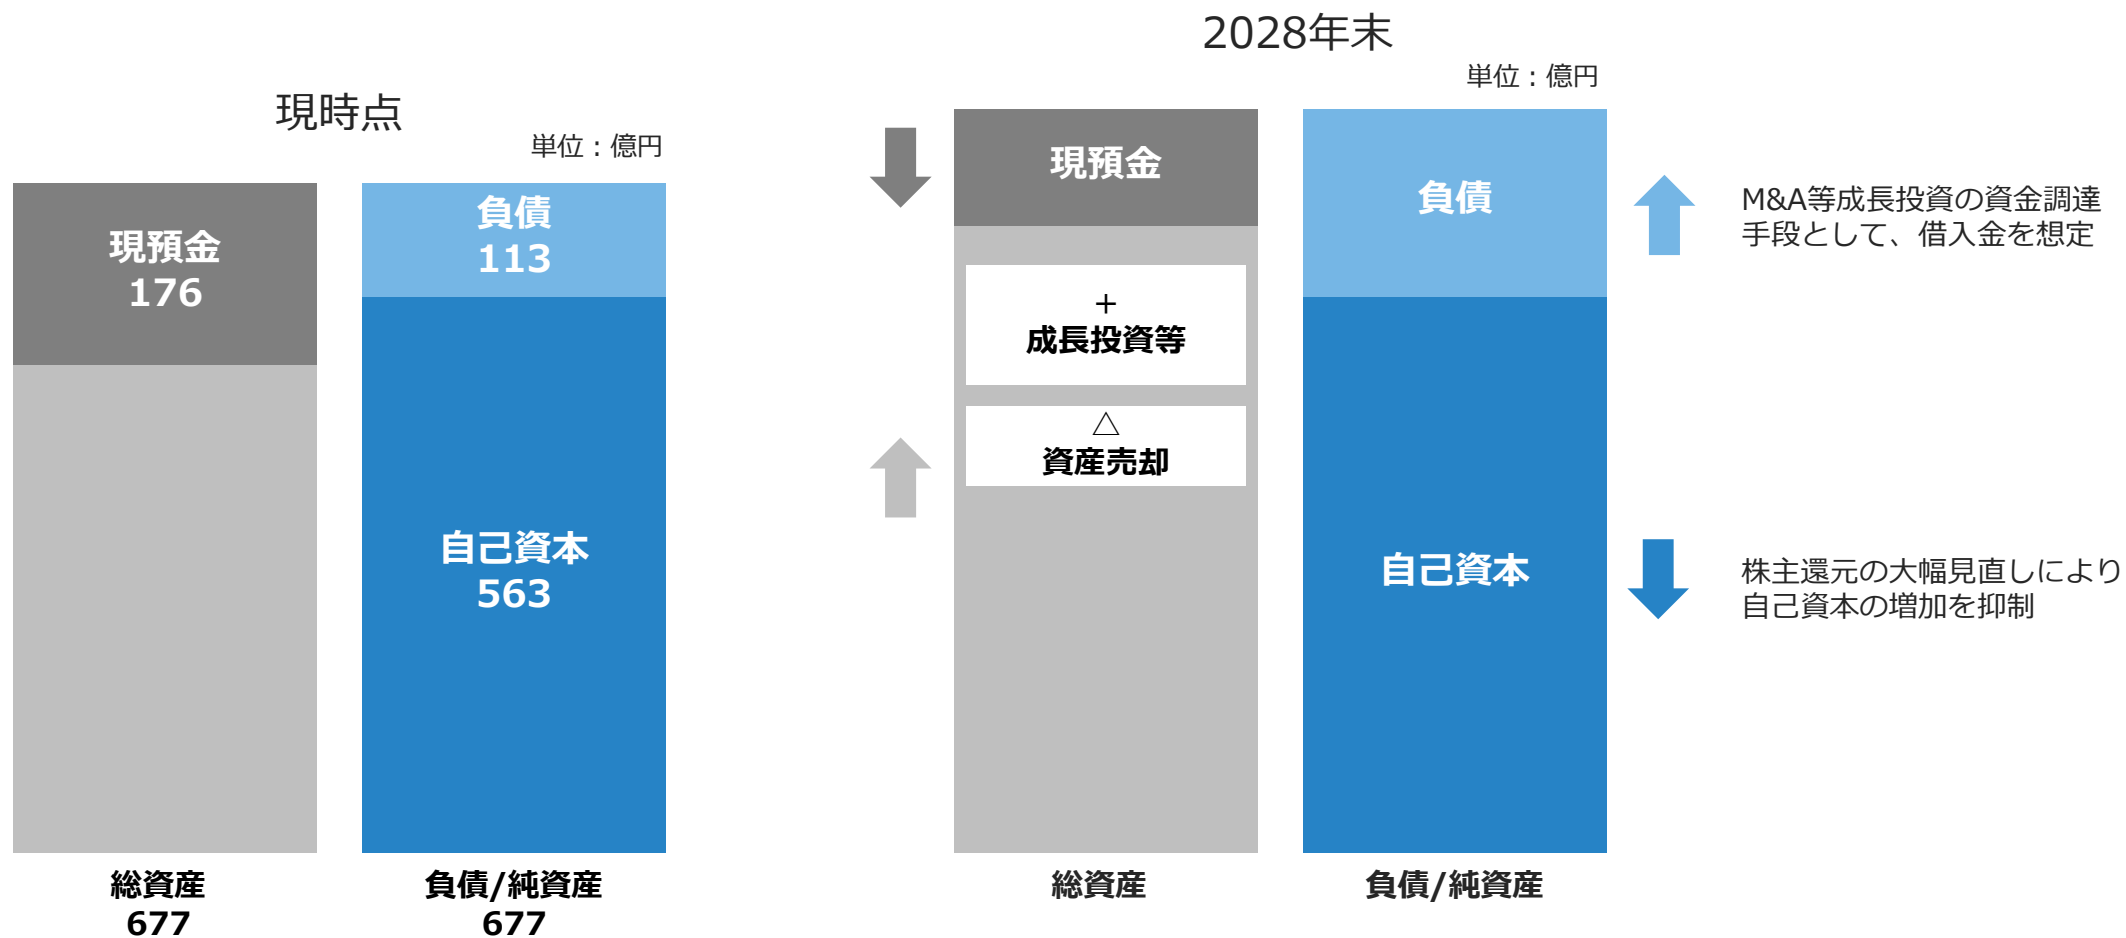 現時点
単位：億円
現預金
176
負債
113
自己資本
563
総資産
677
負債/純資産
677
2028年末
単位：億円
現預金
＋
成長投資等
△
資産売却
負債
自己資本
総資産
負債/純資産
M&A等成長投資の資金調達
手段として、借入金を想定
株主還元の大幅見直しにより
自己資本の増加を抑制